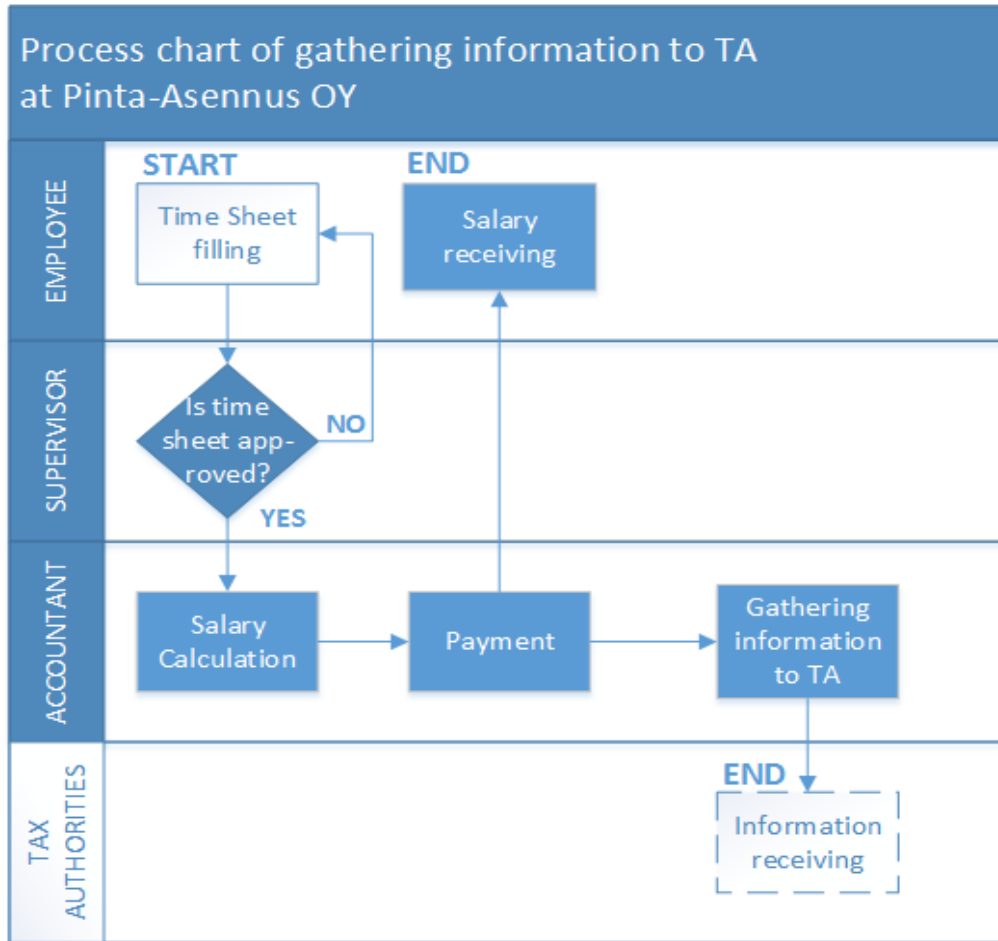 Process chart of gathering information to TA
at Pinta-Asennus OY
EMPLOYEE
START
Time Sheet
filling
END
Salary
receiving
SUPERVISOR
Is time
sheet app-
roved?
NO
YES
ACCOUNTANT
Salary
Calculation
Payment
Gathering
information
to TA
TAX
AUTHORITIES
END
Information
receiving